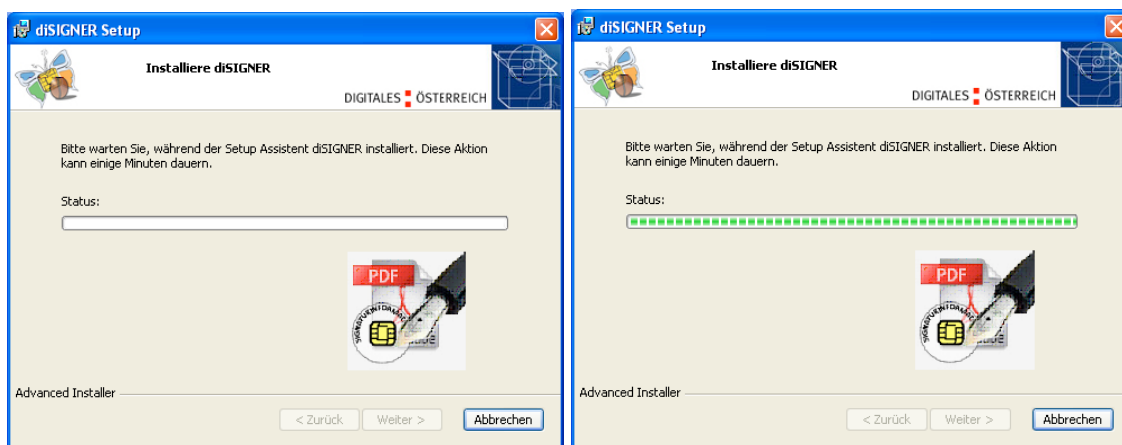 diSIGNER Setup
Installiere diSIGNER
DIGITALES ÖSTERREICH
Bitte warten Sie, während der Setup Assistent diSIGNER installiert. Diese Aktion
kann einige Minuten dauern.
Status:
PDF
Advanced Installer
< Zurück
Weiter >
Abbrechen
diSIGNER Setup
Installiere diSIGNER
DIGITALES ÖSTERREICH
Bitte warten Sie, während der Setup Assistent diSIGNER installiert. Diese Aktion
kann einige Minuten dauern.
Status:
PDF
< Zurück
Weiter >
Abbrechen